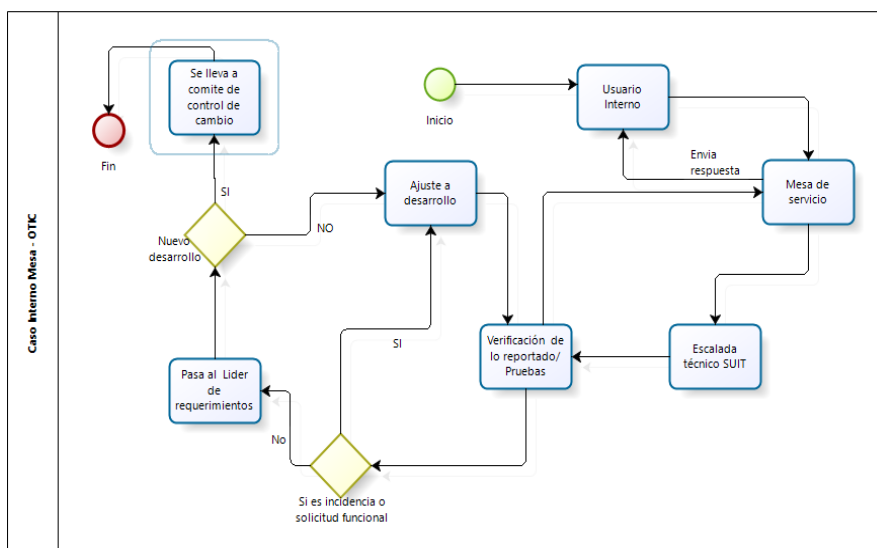 Caso Interno Mesa - OTIC
Se lleva a
comite de
control de
cambio
Fin
Inicio
Usuario
Interno
Envia
respuesta
Mesa de
servicio
SI
Ajuste a
desarrollo
NO
Nuevo
desarrollo
SI
Verificación de
lo reportado/
Pruebas
Escalada
técnico SUIT
Pasa al Lider
de
requerimientos
No
Si es incidencia o
solicitud funcional